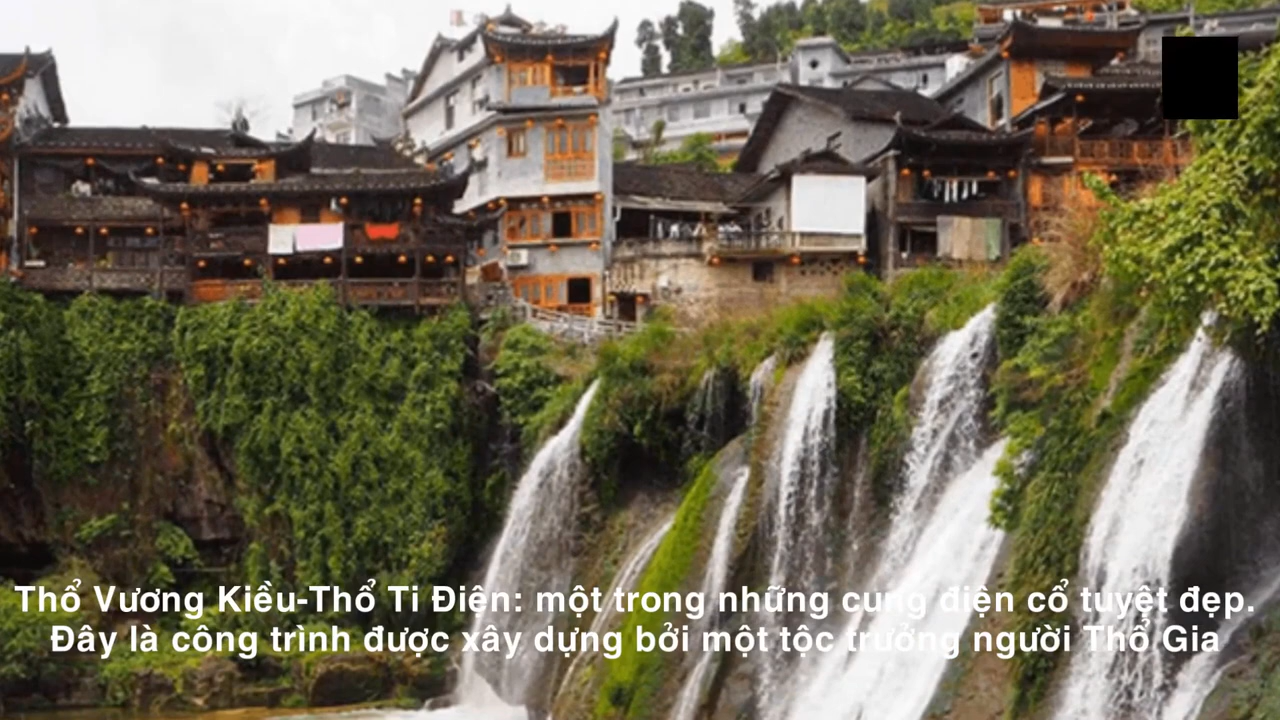 Thổ Vương Kiều-Thổ Ti Điện: một trong những cung điện cổ tuyệt đẹp.
Đây là công trình được xây dựng bởi một tộc trưởng người Thổ Gia